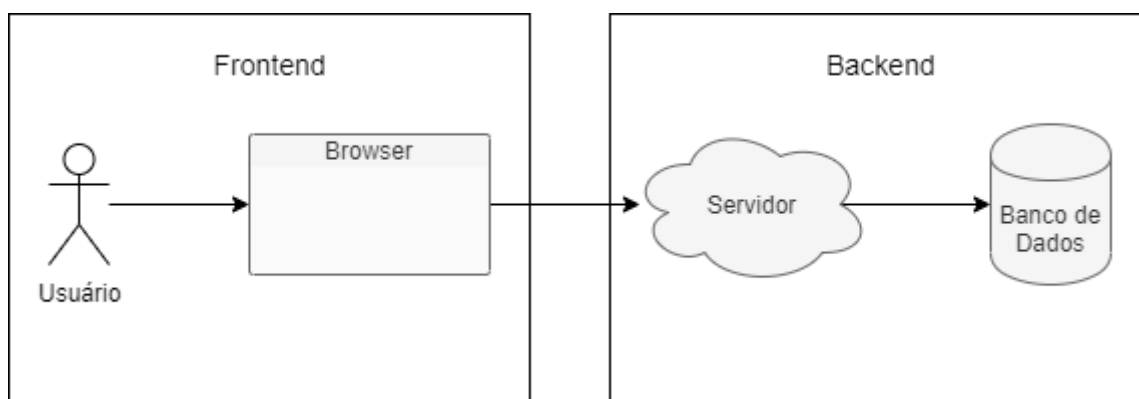 Frontend
Backend
Browser
Servidor
Banco de
Dados
Usuário